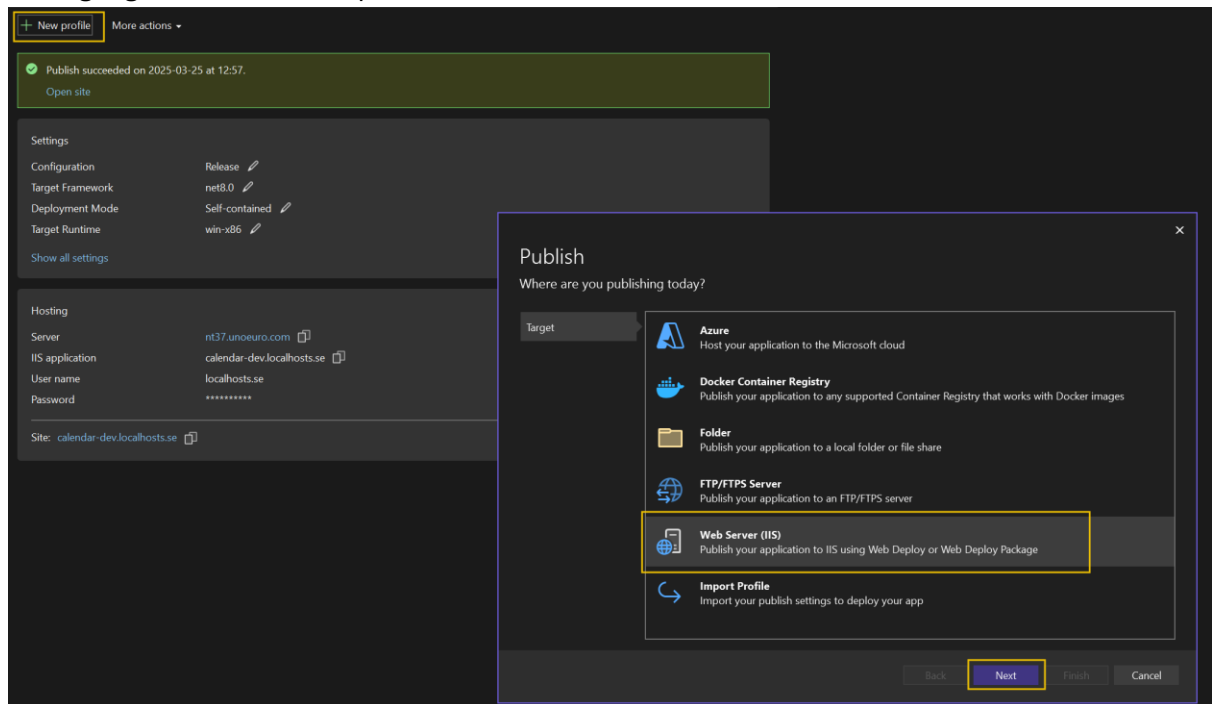 New profile More actions
Publish succeeded on 2025-03-25 at 12:57.
Open site
Settings
Configuration Release
Target Framework net8.0
Deployment Mode Self-contained
Target Runtime win-x86
Show all settings
Hosting
Server nt37.unoeuro.com
IIS application calendar-dev.localhosts.se
User name localhosts.se
Password **********
Site: calendar-dev.localhosts.se
Publish
Where are you publishing today?
Target
Azure
Host your application to the Microsoft cloud
Docker Container Registry
Publish your application to any supported Container Registry that works with Docker images
Folder
Publish your application to a local folder or file share
FTP/FTPS Server
Publish your application to an FTP/FTPS server
Web Server (IIS)
Publish your application to IIS using Web Deploy or Web Deploy Package
Import Profile
Import your publish settings to deploy your app
Back Next Finish Cancel